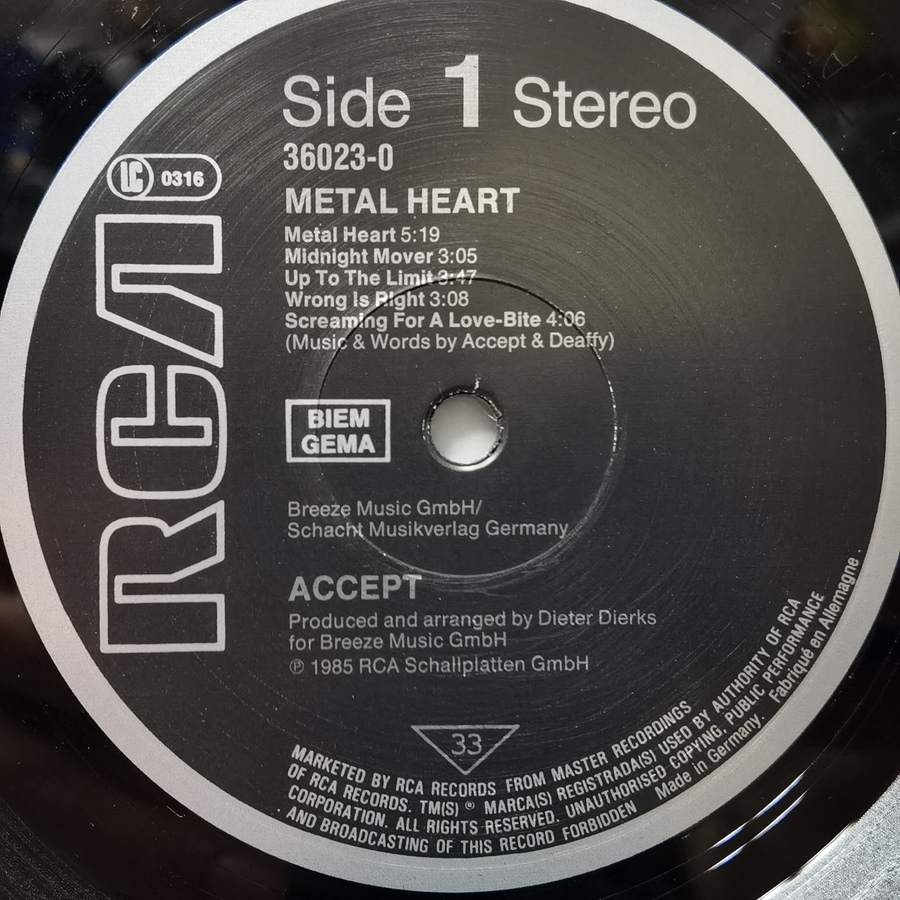 Side 1 Stereo
36023-0
LC 0316
METAL HEART
Metal Heart 5:19
Midnight Mover 3:05
Up To The Limit 3:47
Wrong Is Right 3:08
Screaming For A Love-Bite 4:06
(Music & Words by Accept & Deaffy)
RCA
BIEM
GEMA
Breeze Music GmbH/
Schacht Musikverlag Germany
ACCEPT
Produced and arranged by Dieter Dierks
for Breeze Music GmbH
℗ 1985 RCA Schallplatten GmbH
33
MARKETED BY RCA RECORDS FROM MASTER RECORDINGS
OF RCA RECORDS. TM(S) ® MARCA(S) REGISTRADA(S) USED BY AUTHORITY OF RCA
CORPORATION. ALL RIGHTS RESERVED. UNAUTHORISED COPYING, PUBLIC PERFORMANCE
AND BROADCASTING OF THIS RECORD FORBIDDEN Made in Germany. Fabriqué en Allemagne